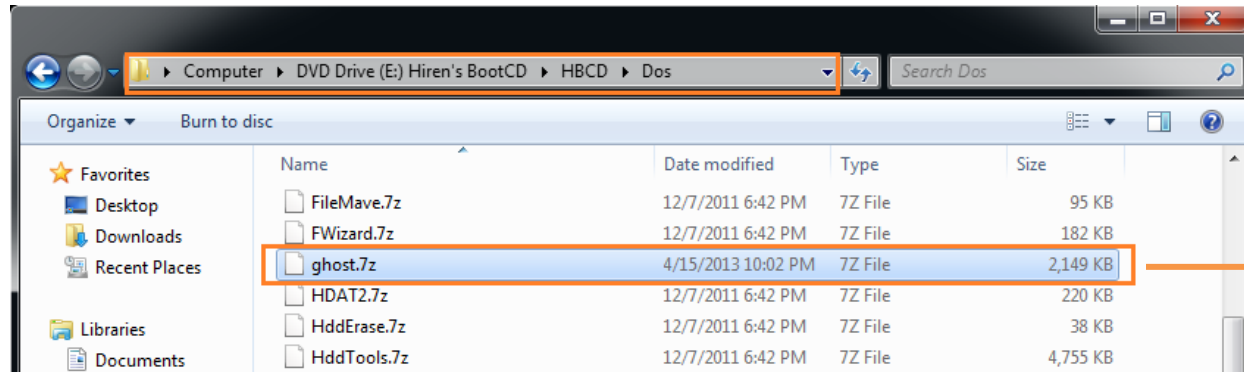 Computer DVD Drive (E:) Hiren's BootCD HBCD Dos Search Dos
Organize Burn to disc
Name Date modified Type Size
Favorites
Desktop
Downloads
Recent Places
Libraries
Documents
FileMave.7z 12/7/2011 6:42 PM 7Z File 95 KB
FWizard.7z 12/7/2011 6:42 PM 7Z File 182 KB
ghost.7z 4/15/2013 10:02 PM 7Z File 2,149 KB
HDAT2.7z 12/7/2011 6:42 PM 7Z File 220 KB
HddErase.7z 12/7/2011 6:42 PM 7Z File 38 KB
HddTools.7z 12/7/2011 6:42 PM 7Z File 4,755 KB